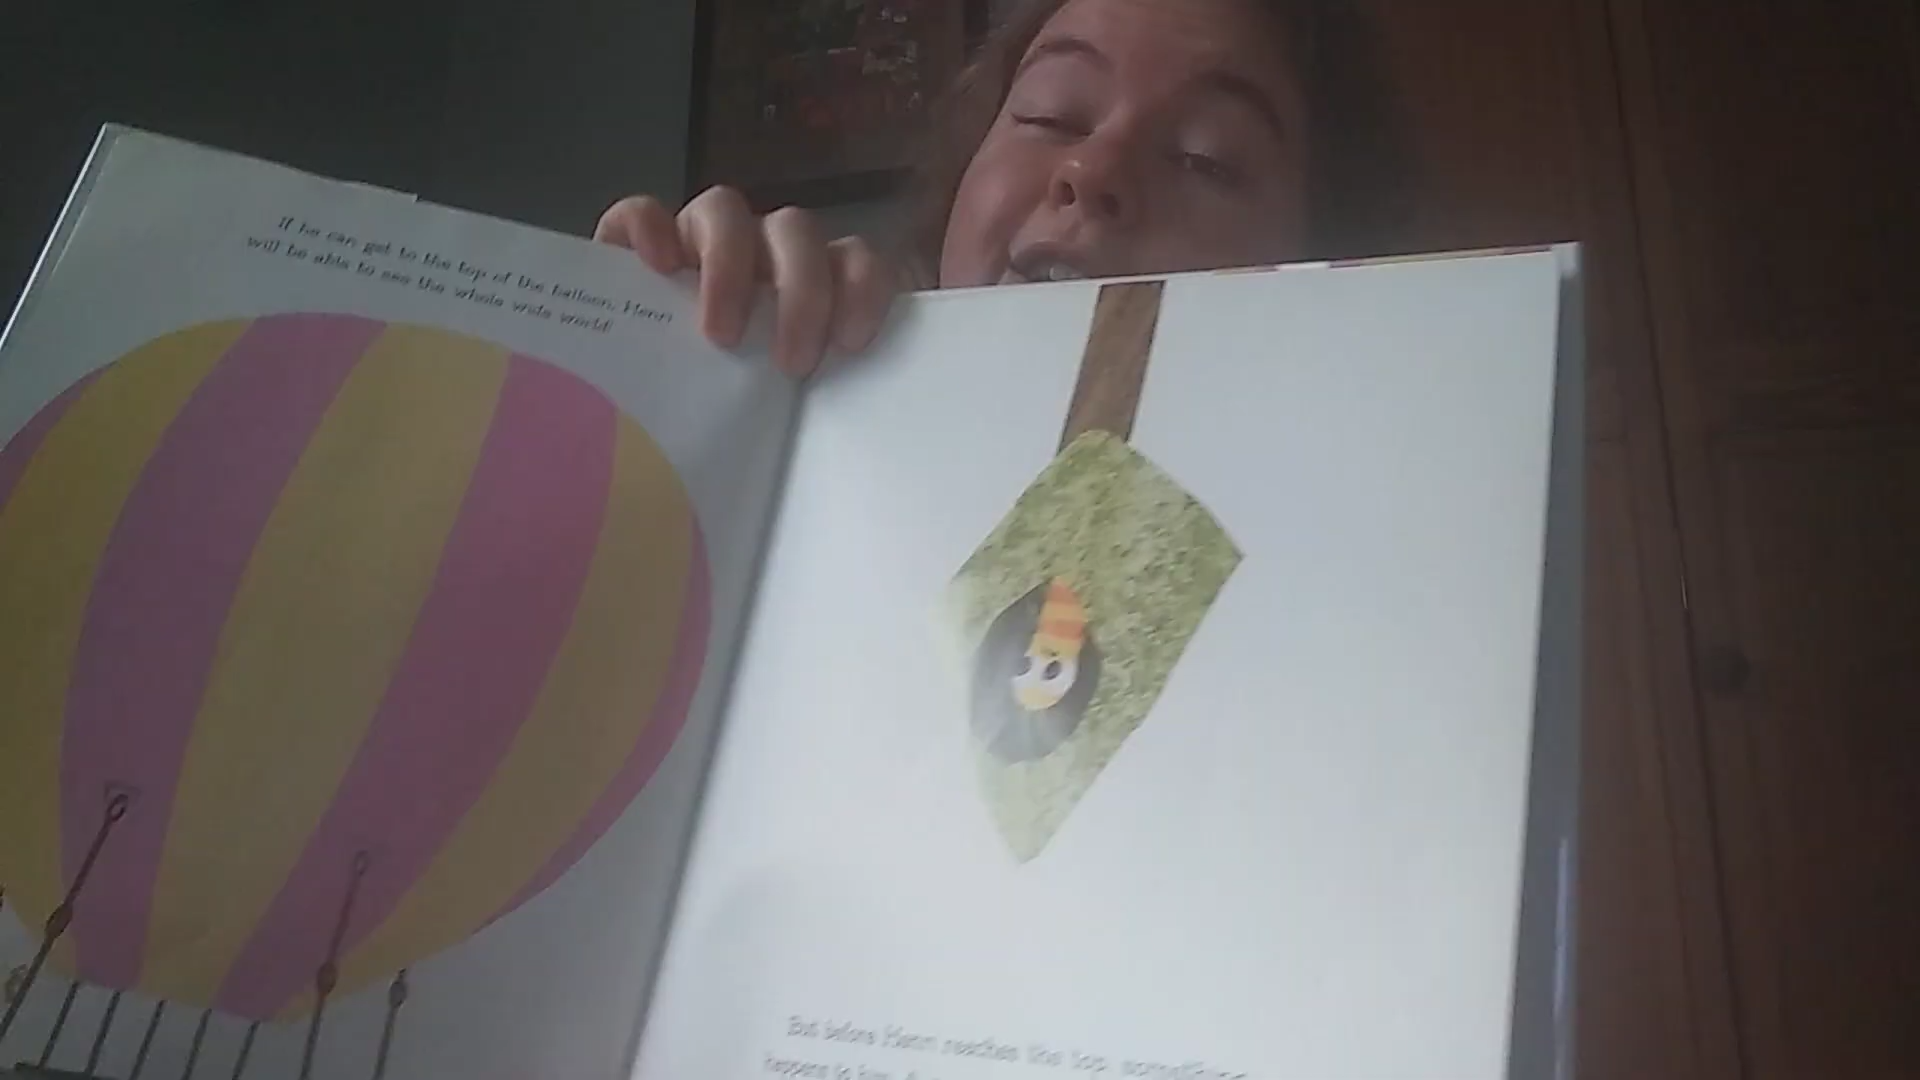 If he can get to the top of the balloon, Henri
will be able to see the whole wide world!
But before Henri reaches the top, something
happens to him.